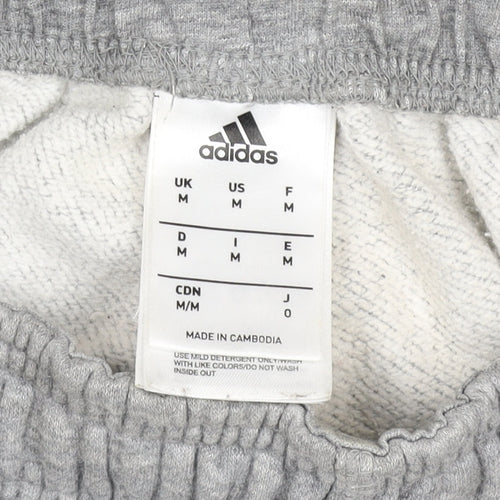 adidas
UK US F
M M M
D I E
M M M
CDN J
M/M O
MADE IN CAMBODIA
USE MILD DETERGENT ONLY/WASH
WITH LIKE COLORS/DO NOT WASH
INSIDE OUT